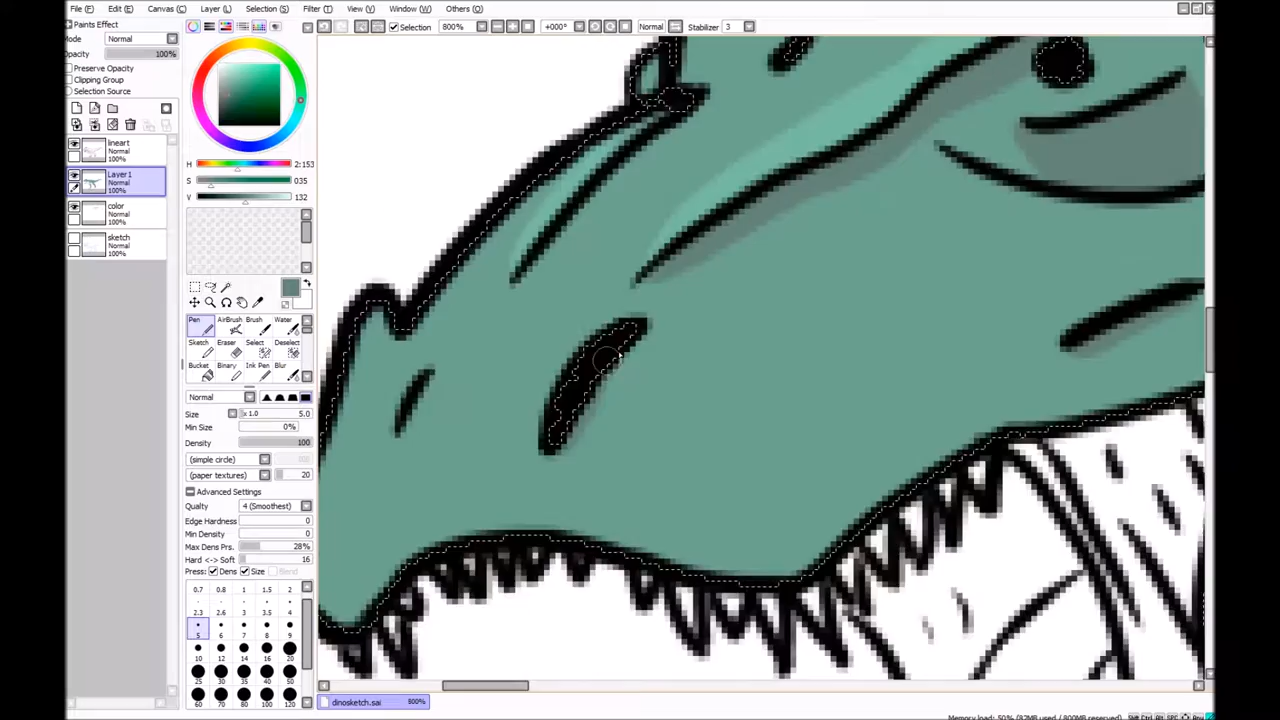 File (F) Edit (E) Canvas (C) Layer (L) Selection (S) Filter (T) View (V) Window (W) Others (O)
Paints Effect
Mode Normal
Opacity 100%
Preserve Opacity
Clipping Group
Selection Source
Selection 800% +000° Normal Stabilizer 3
lineart
Normal
100%
Layer1
Normal
100%
color
Normal
100%
sketch
Normal
100%
H 2:153
S 035
V 132
Pen AirBrush Brush Water
Sketch Eraser Select Deselect
Bucket Binary Ink Pen Blur
Normal
Size x 1.0 5.0
Min Size 0%
Density 100
(simple circle)
(paper textures) 20
Advanced Settings
Quality 4 (Smoothest)
Edge Hardness 0
Min Density 0
Max Dens Prs. 28%
Hard <-> Soft 16
Press: Dens Size Blend
0.7 0.8 1 1.5 2
2.3 2.6 3 3.5 4
5 6 7 8 9
10 12 14 16 20
25 30 35 40 50
60 70 80 100 120
dinosketch.sai 800%
Memory load: 50% (82MB used / 800MB reserved)